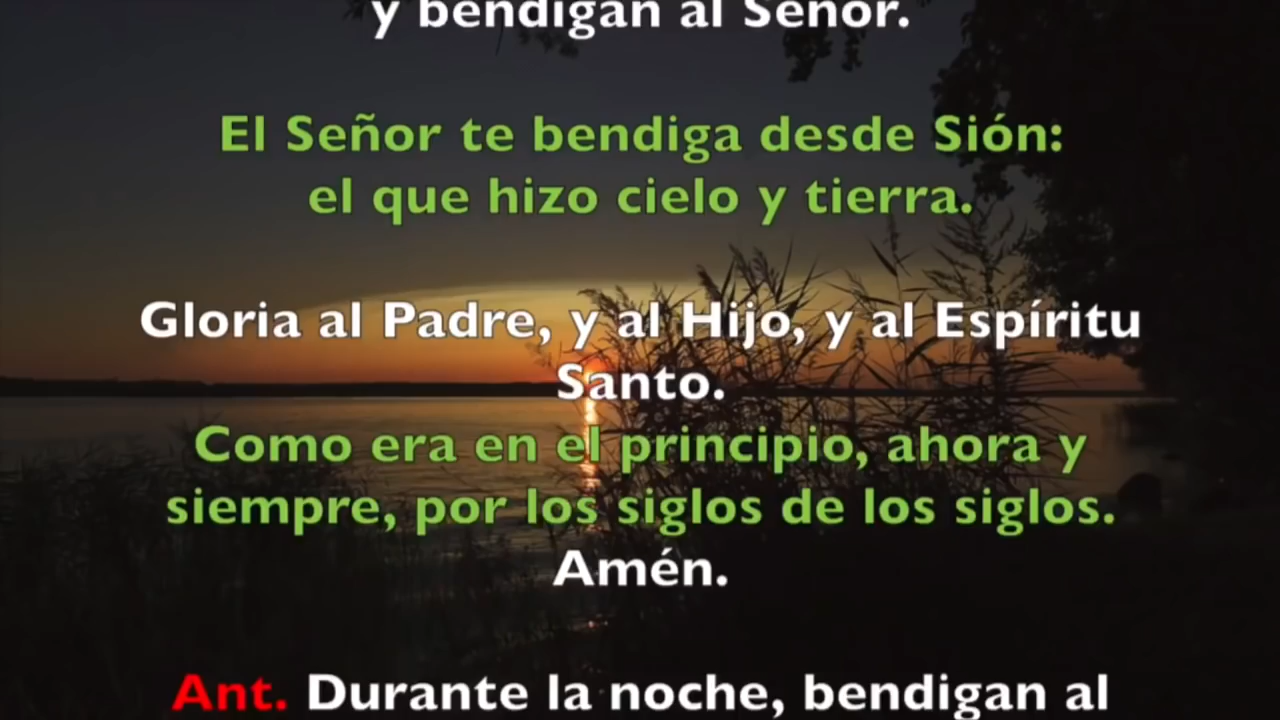 y bendigan al Señor.
El Señor te bendiga desde Sión:
el que hizo cielo y tierra.
Gloria al Padre, y al Hijo, y al Espíritu
Santo.
Como era en el principio, ahora y
siempre, por los siglos de los siglos.
Amén.
Ant. Durante la noche, bendigan al